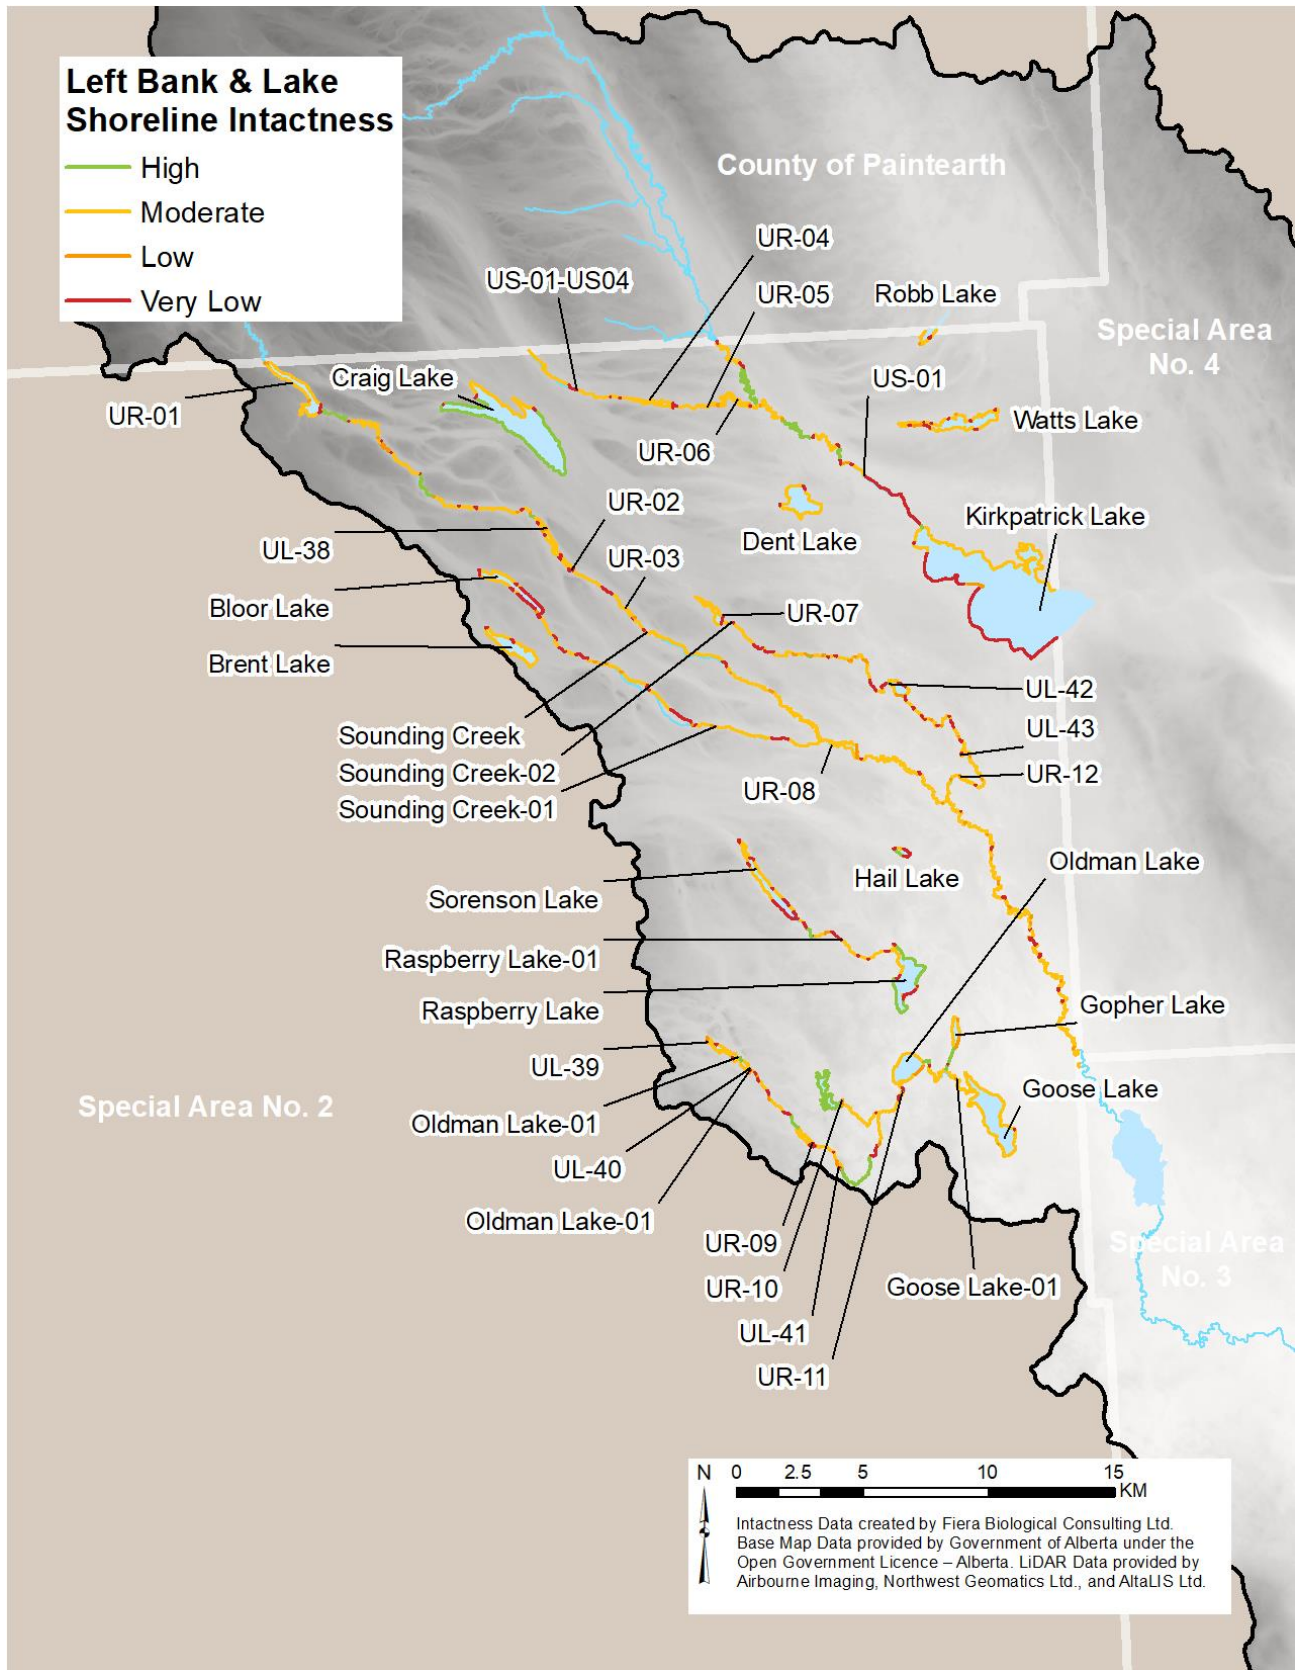 Left Bank & Lake
Shoreline Intactness
High
Moderate
Low
Very Low
County of Paintearth
UR-04
US-01-US04
UR-05
Robb Lake
Special Area
No. 4
Craig Lake
US-01
UR-01
Watts Lake
UR-06
UR-02
Kirkpatrick Lake
UL-38
Dent Lake
UR-03
Bloor Lake
UR-07
Brent Lake
UL-42
Sounding Creek
UL-43
Sounding Creek-02
UR-12
UR-08
Sounding Creek-01
Oldman Lake
Hail Lake
Sorenson Lake
Raspberry Lake-01
Gopher Lake
Raspberry Lake
UL-39
Goose Lake
Special Area No. 2
Oldman Lake-01
UL-40
Oldman Lake-01
UR-09
Special Area
No. 3
UR-10
Goose Lake-01
UL-41
UR-11
N
0 2.5 5 10 15
KM
Intactness Data created by Fiera Biological Consulting Ltd.
Base Map Data provided by Government of Alberta under the
Open Government Licence – Alberta. LiDAR Data provided by
Airbourne Imaging, Northwest Geomatics Ltd., and AltaLIS Ltd.